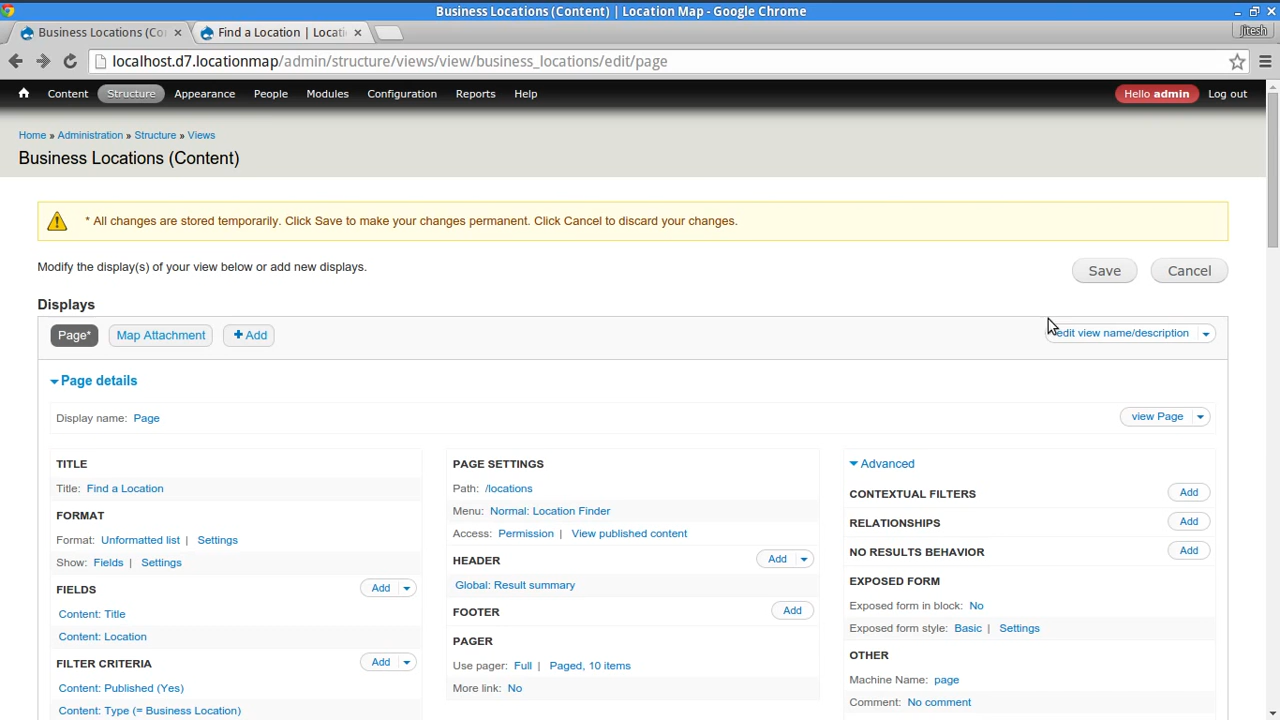 Business Locations (Content) | Location Map - Google Chrome
Business Locations (Co
Find a Location | Locati
jitesh
localhost.d7.locationmap/admin/structure/views/view/business_locations/edit/page
Content Structure Appearance People Modules Configuration Reports Help Hello admin Log out
Home » Administration » Structure » Views
Business Locations (Content)
* All changes are stored temporarily. Click Save to make your changes permanent. Click Cancel to discard your changes.
Modify the display(s) of your view below or add new displays.
Save Cancel
Displays
Page* Map Attachment + Add edit view name/description
Page details
Display name: Page view Page
TITLE
Title: Find a Location
FORMAT
Format: Unformatted list | Settings
Show: Fields | Settings
FIELDS Add
Content: Title
Content: Location
FILTER CRITERIA Add
Content: Published (Yes)
Content: Type (= Business Location)
PAGE SETTINGS
Path: /locations
Menu: Normal: Location Finder
Access: Permission | View published content
HEADER Add
Global: Result summary
FOOTER Add
PAGER
Use pager: Full | Paged, 10 items
More link: No
Advanced
CONTEXTUAL FILTERS Add
RELATIONSHIPS Add
NO RESULTS BEHAVIOR Add
EXPOSED FORM
Exposed form in block: No
Exposed form style: Basic | Settings
OTHER
Machine Name: page
Comment: No comment